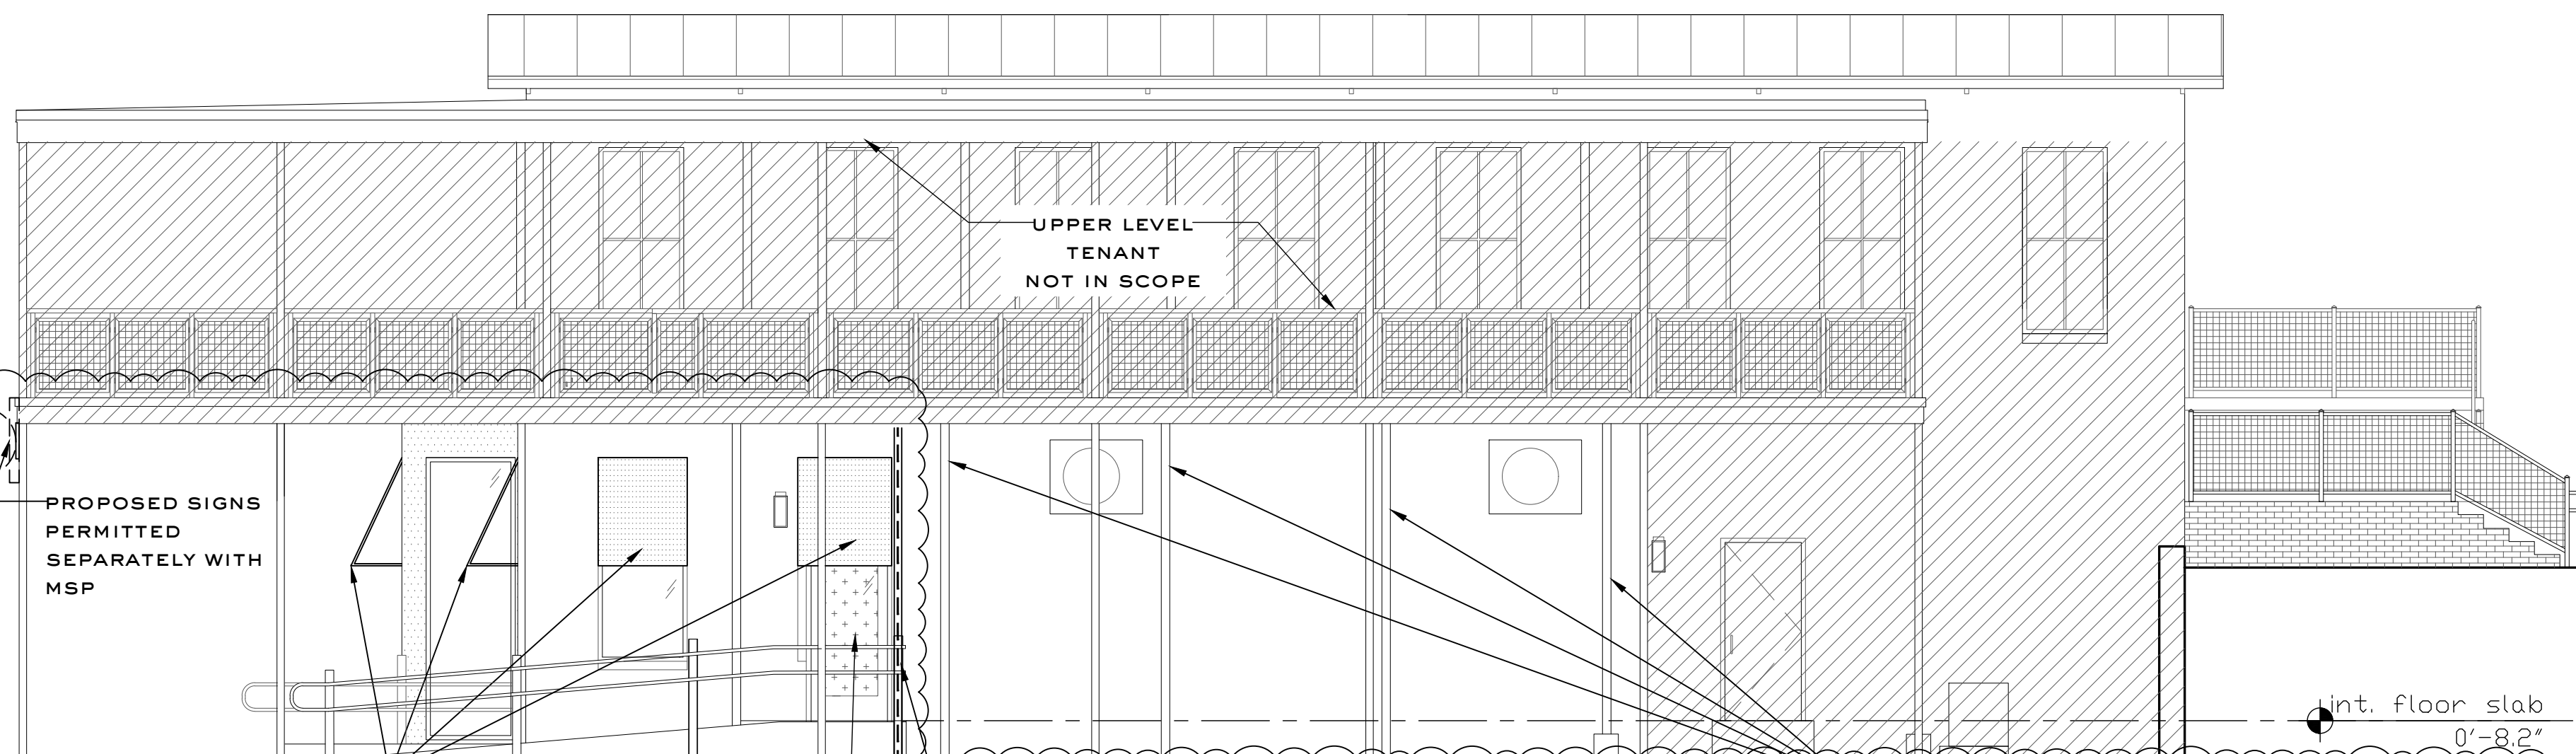 UPPER LEVEL
TENANT
NOT IN SCOPE
PROPOSED SIGNS
PERMITTED
SEPARATELY WITH
MSP
int. floor slab
0'-8.2"